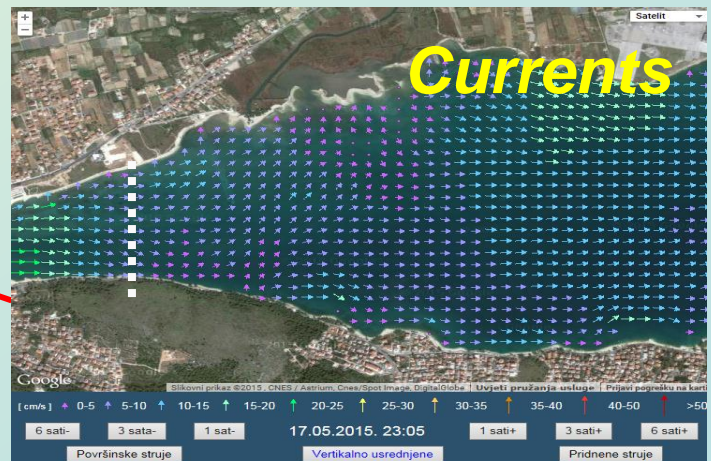 +
−
Satelit
Currents
Google
Slikovni prikaz ©2015 , CNES / Astrium, Cnes/Spot Image, DigitalGlobe Uvjeti pružanja usluge Prijavi pogrešku na karti
[ cm/s ] 0-5 5-10 10-15 15-20 20-25 25-30 30-35 35-40 40-50 >50
6 sati- 3 sata- 1 sat- 17.05.2015. 23:05 1 sati+ 3 sati+ 6 sati+
Površinske struje Vertikalno usrednjene Pridnene struje